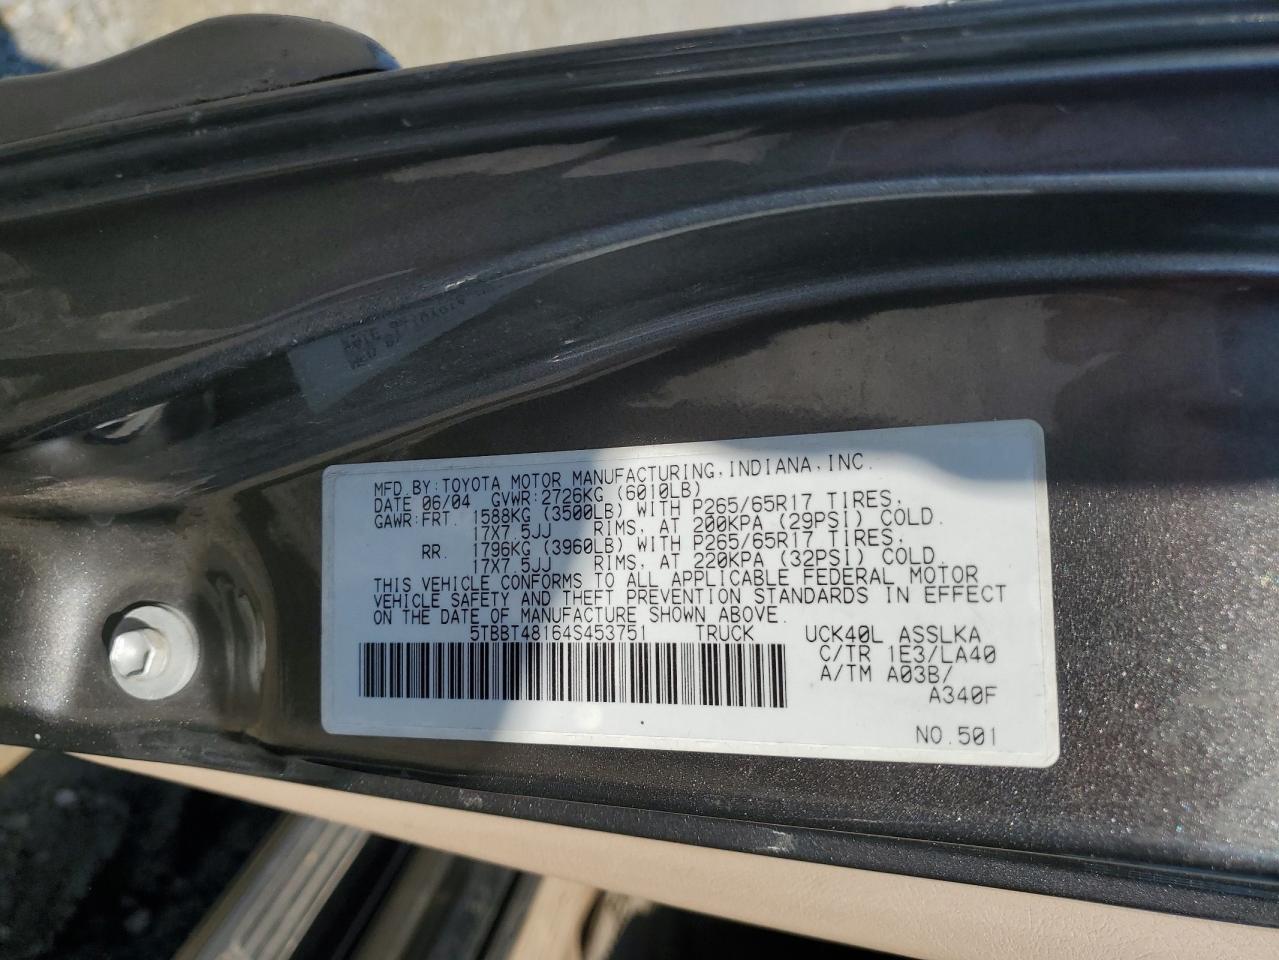 MFD.BY:TOYOTA MOTOR MANUFACTURING,INDIANA,INC.
DATE 06/04 GVWR:2726KG (6010LB)
GAWR:FRT. 1588KG (3500LB) WITH P265/65R17 TIRES,
17X7.5JJ RIMS, AT 200KPA (29PSI) COLD.
RR. 1796KG (3960LB) WITH P265/65R17 TIRES,
17X7.5JJ RIMS, AT 220KPA (32PSI) COLD.
THIS VEHICLE CONFORMS TO ALL APPLICABLE FEDERAL MOTOR
VEHICLE SAFETY AND THEFT PREVENTION STANDARDS IN EFFECT
ON THE DATE OF MANUFACTURE SHOWN ABOVE.
5TBBT48164S453751 TRUCK UCK40L ASSLKA
C/TR 1E3/LA40
A/TM A03B/
A340F
NO.501